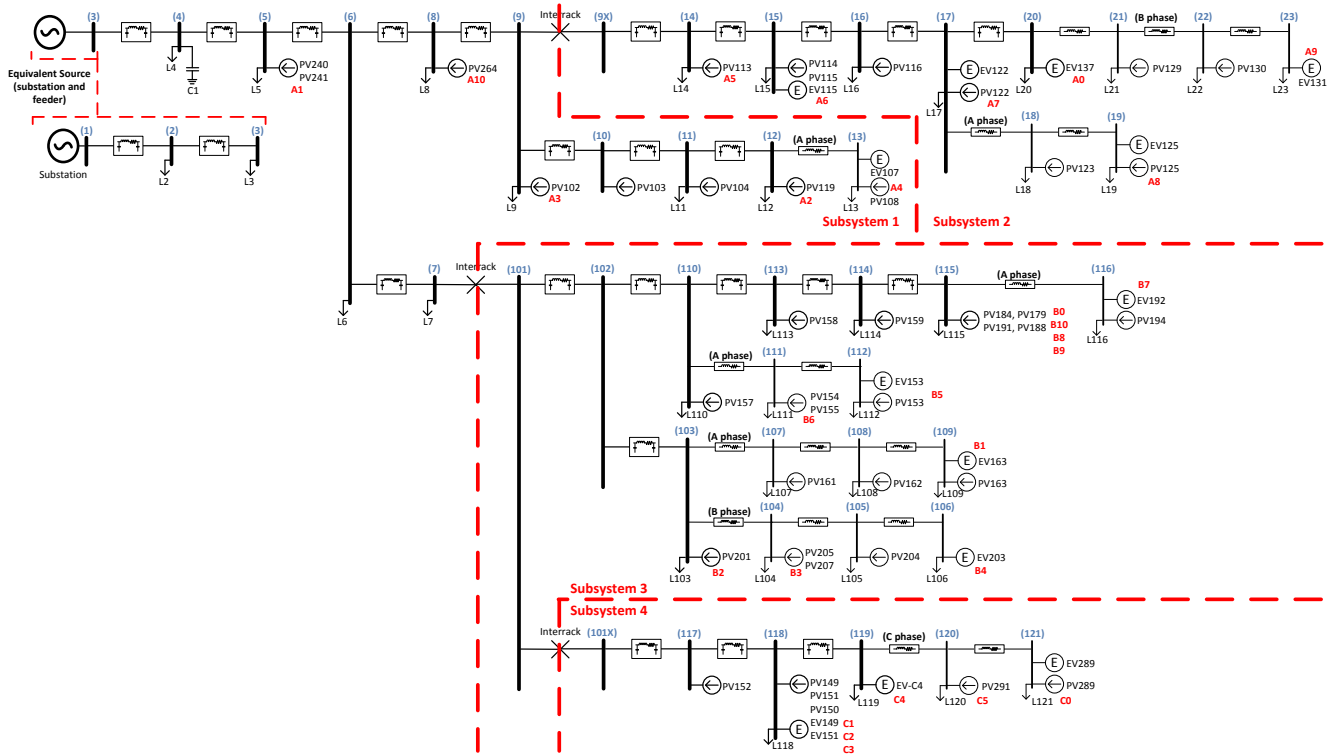 (3)
(4)
(5)
(6)
(8)
(9)
Interrack
(9X)
(14)
(15)
(16)
(17)
(20)
(21)
(B phase)
(22)
(23)
L4
C1
PV240
PV241
L5
A1
PV264
L8
A10
PV113
L14
A5
PV114
PV115
EV115
L15
A6
PV116
L16
EV122
PV122
L17
A7
EV137
L20
A0
PV129
L21
PV130
L22
A9
EV131
L23
Equivalent Source
(substation and
feeder)
(1)
(2)
(3)
Substation
L2
L3
(10)
(11)
(12)
(A phase)
(13)
PV102
L9
A3
PV103
PV104
L11
PV119
L12
A2
EV107
A4
PV108
L13
(A phase)
(18)
(19)
PV123
L18
EV125
PV125
L19
A8
Subsystem 1
Subsystem 2
L6
(7)
L7
Interrack
(101)
(102)
(110)
(113)
(114)
(115)
(A phase)
(116)
PV158
L113
PV159
L114
PV184, PV179
PV191, PV188
L115
B0
B10
B8
B9
B7
EV192
PV194
L116
(A phase)
(111)
(112)
PV157
L110
PV154
PV155
L111
B6
EV153
PV153
L112
B5
(103)
(A phase)
(107)
(108)
(109)
PV161
L107
PV162
L108
B1
EV163
PV163
L109
(B phase)
(104)
(105)
(106)
PV201
L103
B2
PV205
PV207
L104
B3
PV204
L105
EV203
L106
B4
Subsystem 3
Subsystem 4
Interrack
(101X)
(117)
(118)
(119)
(C phase)
(120)
(121)
PV152
PV149
PV151
PV150
EV149
EV151
L118
C1
C2
C3
EV-C4
L119
C4
PV291
L120
C5
EV289
PV289
L121
C0